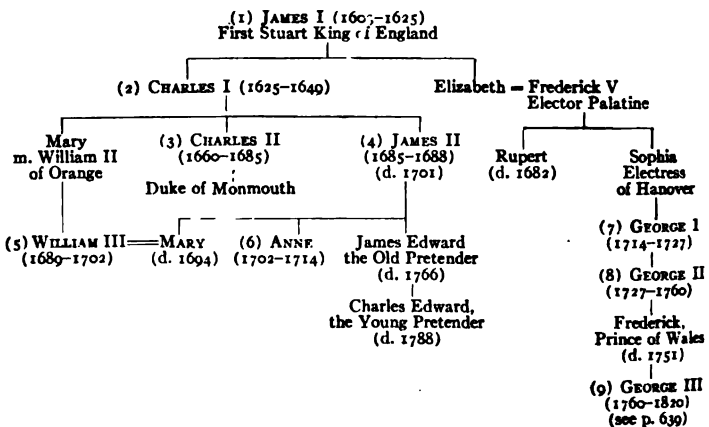 (1) JAMES I (1603–1625)
First Stuart King of England
(2) CHARLES I (1625–1649)
Elizabeth = Frederick V
Elector Palatine
Mary
m. William II
of Orange
(3) CHARLES II
(1660–1685)
Duke of Monmouth
(4) JAMES II
(1685–1688)
(d. 1701)
Rupert
(d. 1682)
Sophia
Electress
of Hanover
(5) WILLIAM III = MARY
(1689–1702) (d. 1694)
(6) ANNE
(1702–1714)
James Edward
the Old Pretender
(d. 1766)
Charles Edward,
the Young Pretender
(d. 1788)
(7) GEORGE I
(1714–1727)
(8) GEORGE II
(1727–1760)
Frederick,
Prince of Wales
(d. 1751)
(9) GEORGE III
(1760–1820)
(see p. 639)